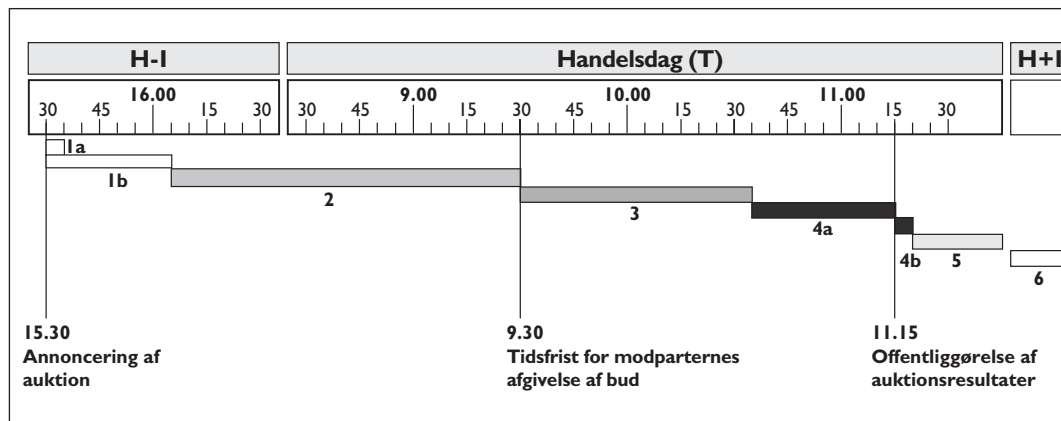 H-I
Handelsdag (T)
H+I
16.00
9.00
10.00
11.00
30 45 15 30
30 45 15 30 45 15 30 45 15 30
1a
1b
2
3
4a
4b
5
6
15.30
Annoncering af
auktion
9.30
Tidsfrist for modparternes
afgivelse af bud
11.15
Offentliggørelse af
auktionsresultater